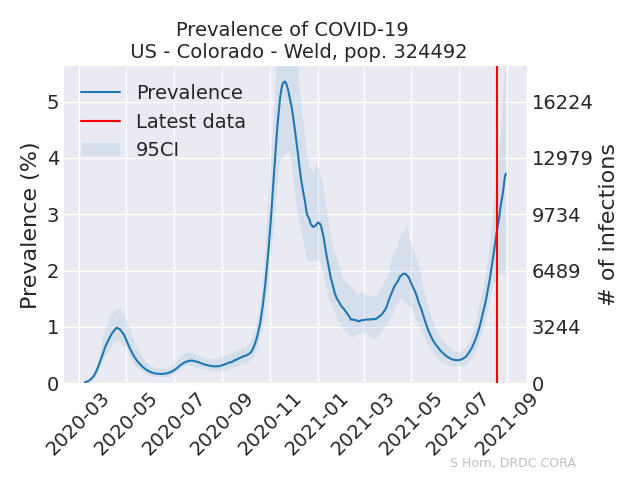 Prevalence of COVID-19
US - Colorado - Weld, pop. 324492
Prevalence
Latest data
95CI
Prevalence (%)
5
4
3
2
1
0
16224
12979
9734
6489
3244
0
# of infections
2020-03
2020-05
2020-07
2020-09
2020-11
2021-01
2021-03
2021-05
2021-07
2021-09
S Horn, DRDC CORA